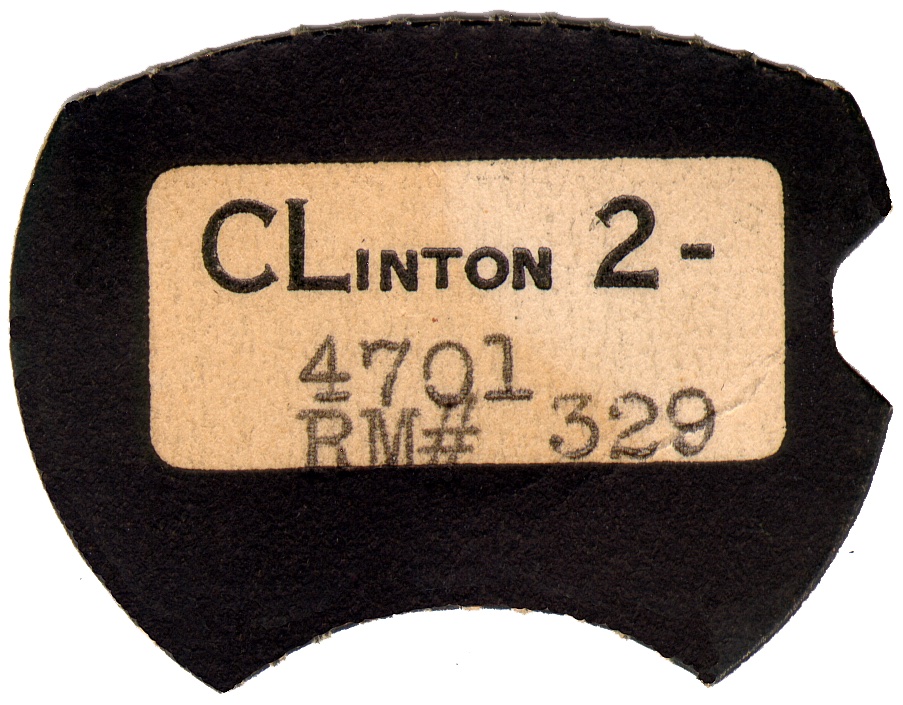 CLINTON 2-
4701
RM# 329